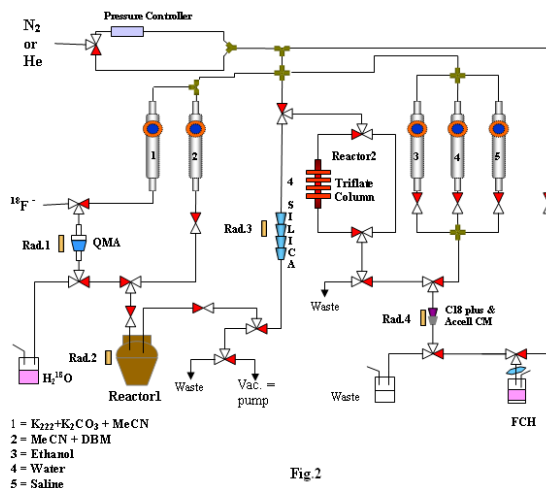 Pressure Controller
N₂
or
He
1
2
3
4
5
Reactor2
Triflate
Column
4
S
I
L
I
C
A
¹⁸F⁻
Rad.1
QMA
Rad.3
Waste
Rad.4
C18 plus &
Accell CM
Rad.2
H₂¹⁸O
Reactor1
Waste
Vac. =
pump
Waste
FCH
1 = K₂₂₂+K₂CO₃ + MeCN
2 = MeCN + DBM
3 = Ethanol
4 = Water
5 = Saline
Fig.2